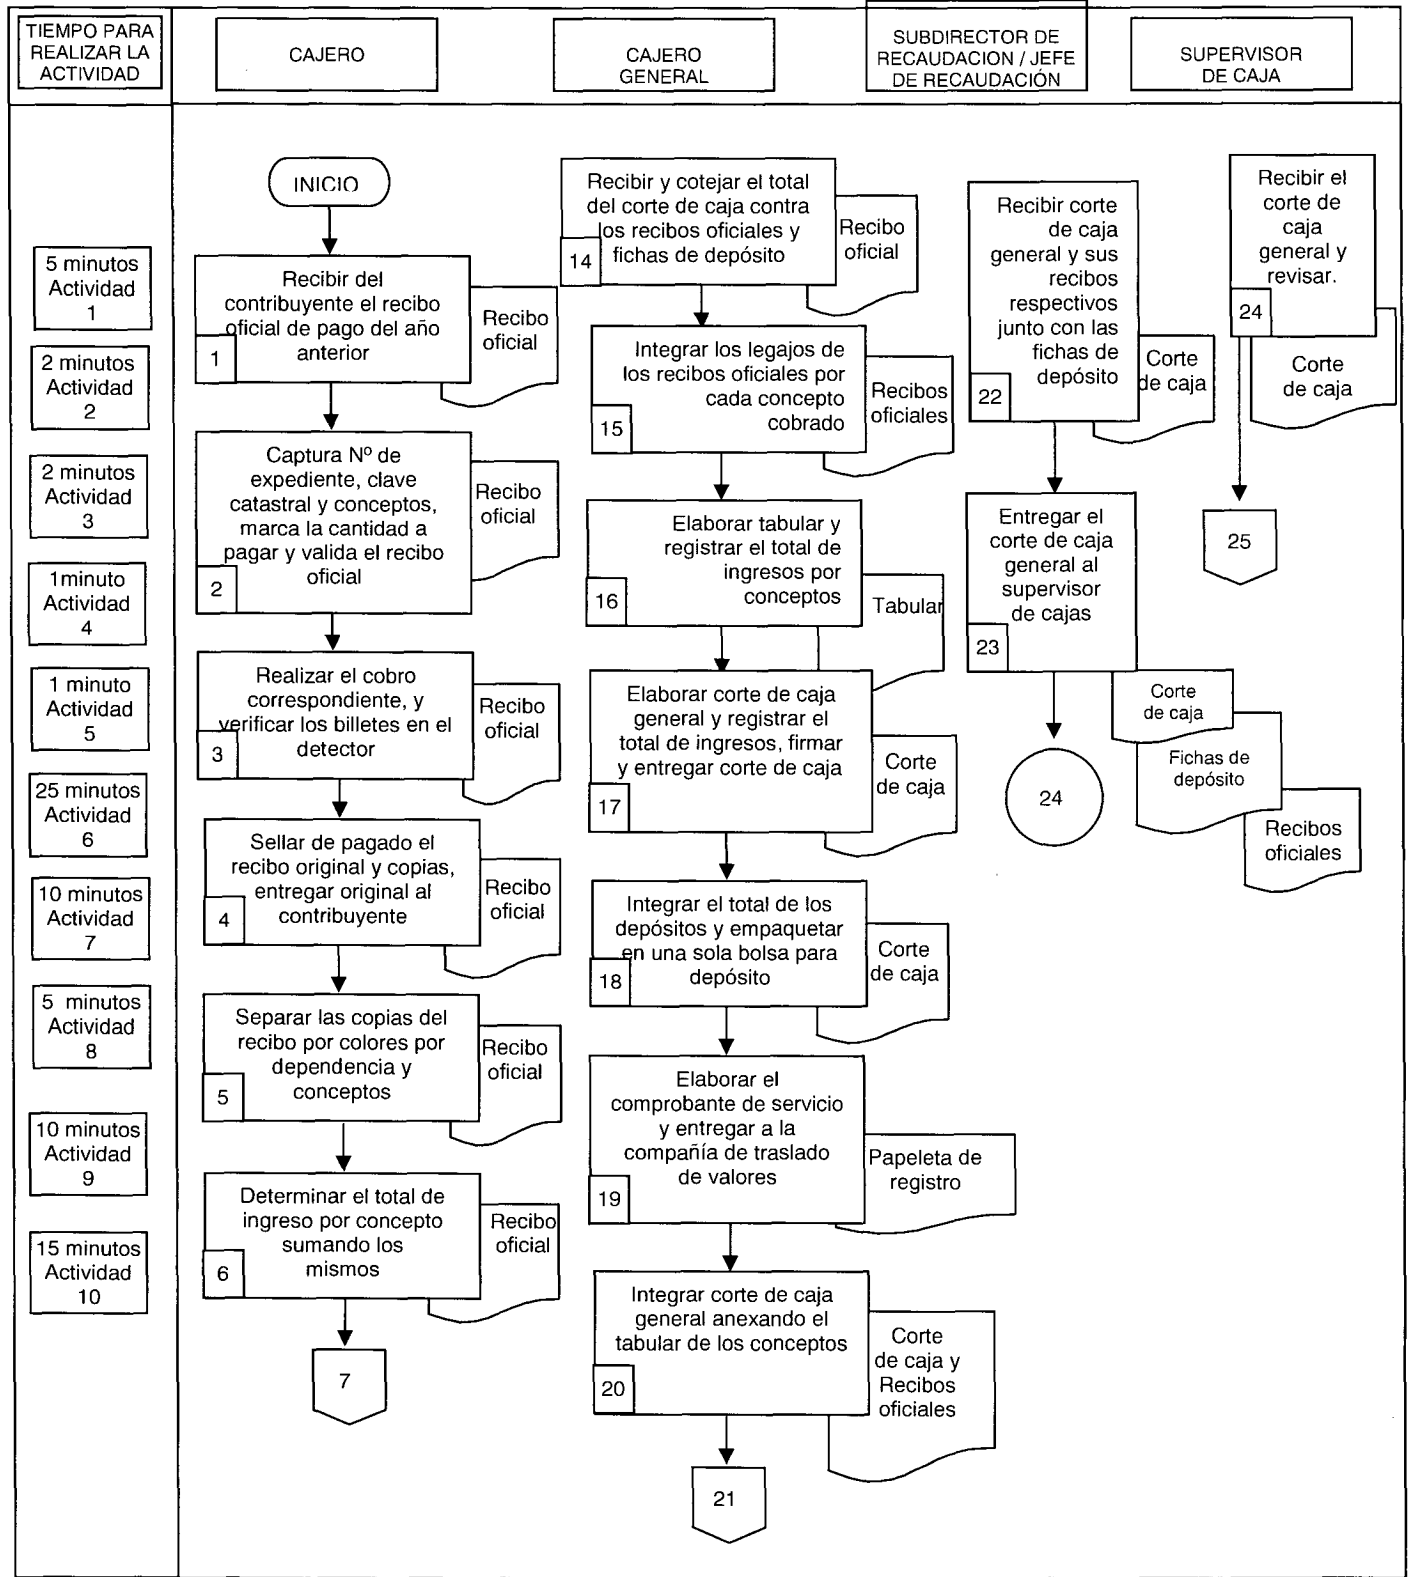 TIEMPO PARA
REALIZAR LA
ACTIVIDAD
CAJERO
CAJERO
GENERAL
SUBDIRECTOR DE
RECAUDACION / JEFE
DE RECAUDACIÓN
SUPERVISOR
DE CAJA
5 minutos
Actividad
1
2 minutos
Actividad
2
2 minutos
Actividad
3
1minuto
Actividad
4
1 minuto
Actividad
5
25 minutos
Actividad
6
10 minutos
Actividad
7
5 minutos
Actividad
8
10 minutos
Actividad
9
15 minutos
Actividad
10
INICIO
Recibir del
contribuyente el recibo
oficial de pago del año
anterior
1
Recibo
oficial
Captura Nº de
expediente, clave
catastral y conceptos,
marca la cantidad a
pagar y valida el recibo
oficial
2
Recibo
oficial
Realizar el cobro
correspondiente, y
verificar los billetes en el
detector
3
Recibo
oficial
Sellar de pagado el
recibo original y copias,
entregar original al
contribuyente
4
Recibo
oficial
Separar las copias del
recibo por colores por
dependencia y
conceptos
5
Recibo
oficial
Determinar el total de
ingreso por concepto
sumando los
mismos
6
Recibo
oficial
7
Recibir y cotejar el total
del corte de caja contra
los recibos oficiales y
fichas de depósito
14
Recibo
oficial
Integrar los legajos de
los recibos oficiales por
cada concepto
cobrado
15
Recibos
oficiales
Elaborar tabular y
registrar el total de
ingresos por
conceptos
16
Tabular
Elaborar corte de caja
general y registrar el
total de ingresos, firmar
y entregar corte de caja
17
Corte
de caja
Integrar el total de los
depósitos y empaquetar
en una sola bolsa para
depósito
18
Corte
de caja
Elaborar el
comprobante de servicio
y entregar a la
compañía de traslado
de valores
19
Papeleta de
registro
Integrar corte de caja
general anexando el
tabular de los conceptos
20
Corte
de caja y
Recibos
oficiales
21
Recibir corte
de caja
general y sus
recibos
respectivos
junto con las
fichas de
depósito
22
Corte
de caja
Entregar el
corte de caja
general al
supervisor
de cajas
23
Corte
de caja
Fichas de
depósito
Recibos
oficiales
24
Recibir el
corte de
caja
general y
revisar.
24
Corte
de caja
25